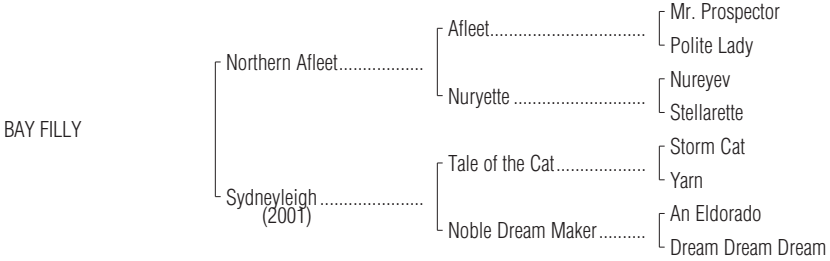 Mr. Prospector
Afleet
Polite Lady
Northern Afleet
Nureyev
Nuryette
Stellarette
BAY FILLY
Storm Cat
Tale of the Cat
Yarn
Sydneyleigh
(2001)
An Eldorado
Noble Dream Maker
Dream Dream Dream